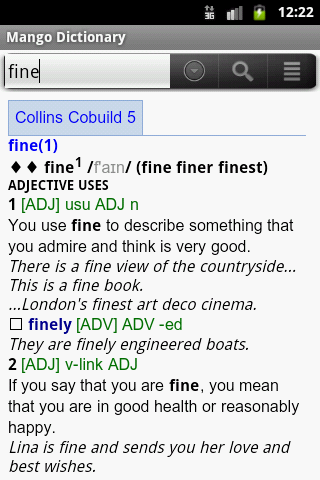 3G 12:22
Mango Dictionary
fine
Collins Cobuild 5
fine(1)
♦♦ fine1 /f'aɪn/ (fine finer finest)
ADJECTIVE USES
1 [ADJ] usu ADJ n
You use fine to describe something that
you admire and think is very good.
There is a fine view of the countryside...
This is a fine book.
...London's finest art deco cinema.
☐ finely [ADV] ADV -ed
They are finely engineered boats.
2 [ADJ] v-link ADJ
If you say that you are fine, you mean
that you are in good health or reasonably
happy.
Lina is fine and sends you her love and
best wishes.